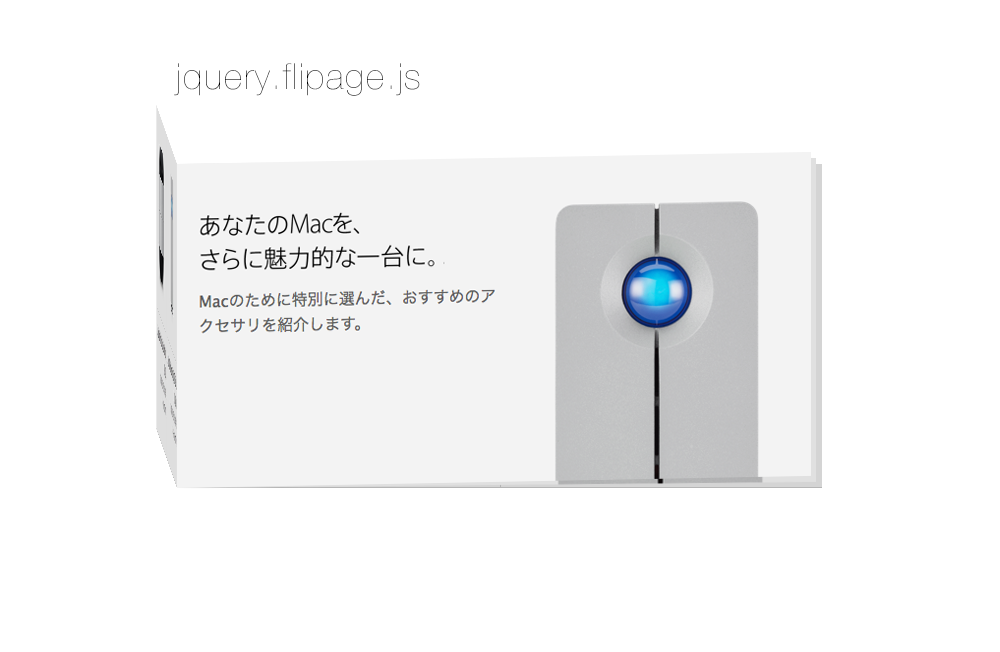 jquery.flipage.js
あなたのMacを、
さらに魅力的な一台に。
Macのために特別に選んだ、おすすめのア
クセサリを紹介します。